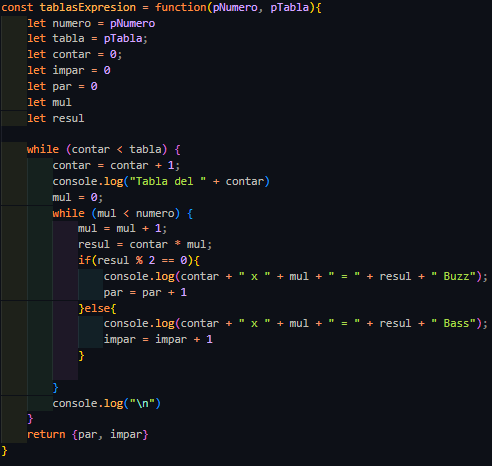 const tablasExpresion = function(pNumero, pTabla){
    let numero = pNumero
    let tabla = pTabla;
    let contar = 0;
    let impar = 0
    let par = 0
    let mul
    let resul

    while (contar < tabla) {
        contar = contar + 1;
        console.log("Tabla del " + contar)
        mul = 0;
        while (mul < numero) {
            mul = mul + 1;
            resul = contar * mul;
            if(resul % 2 == 0){
                console.log(contar + " x " + mul + " = " + resul + " Buzz");
                par = par + 1
            }else{
                console.log(contar + " x " + mul + " = " + resul + " Bass");
                impar = impar + 1
            }

        }
        console.log("\n")
    }
    return {par, impar}
}